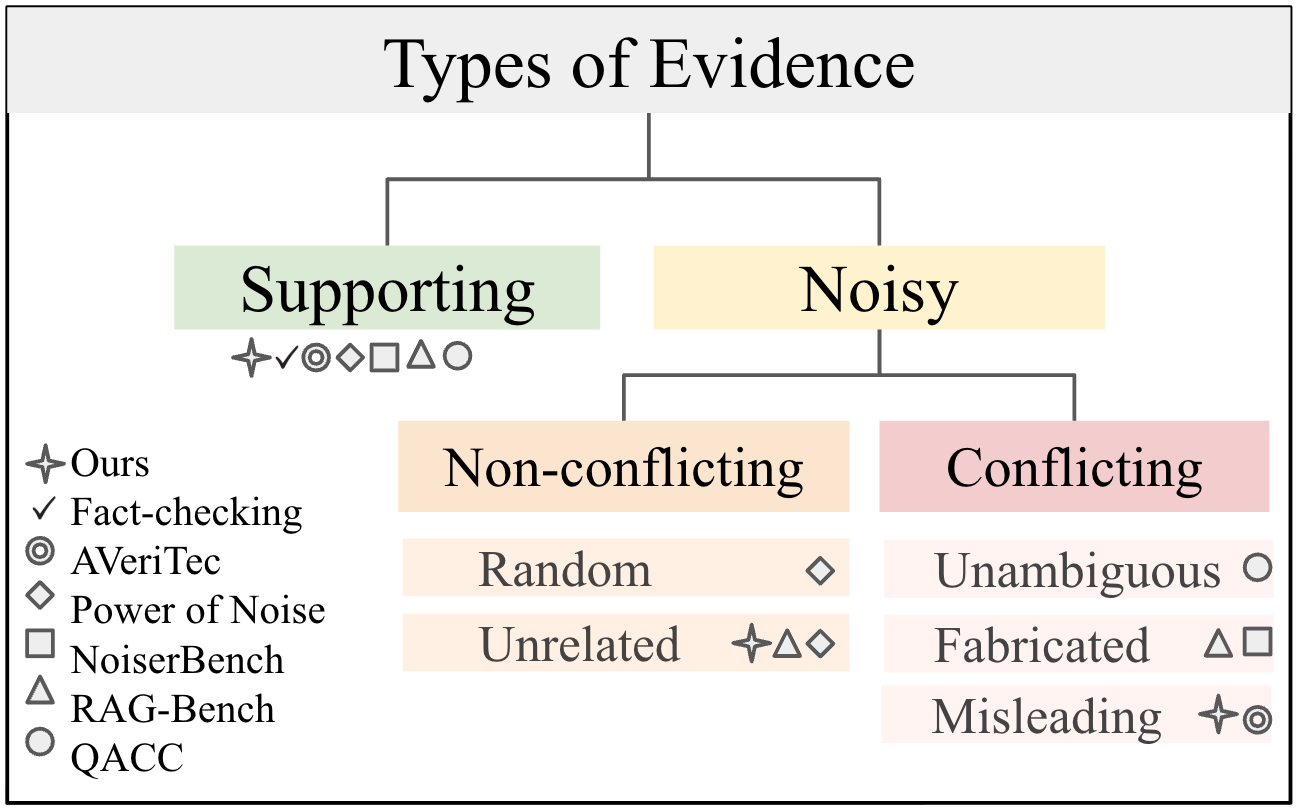 Types of Evidence
Supporting
Noisy
Non-conflicting
Conflicting
Random
Unrelated
Unambiguous
Fabricated
Misleading
Ours
Fact-checking
AVeriTec
Power of Noise
NoiserBench
RAG-Bench
QACC